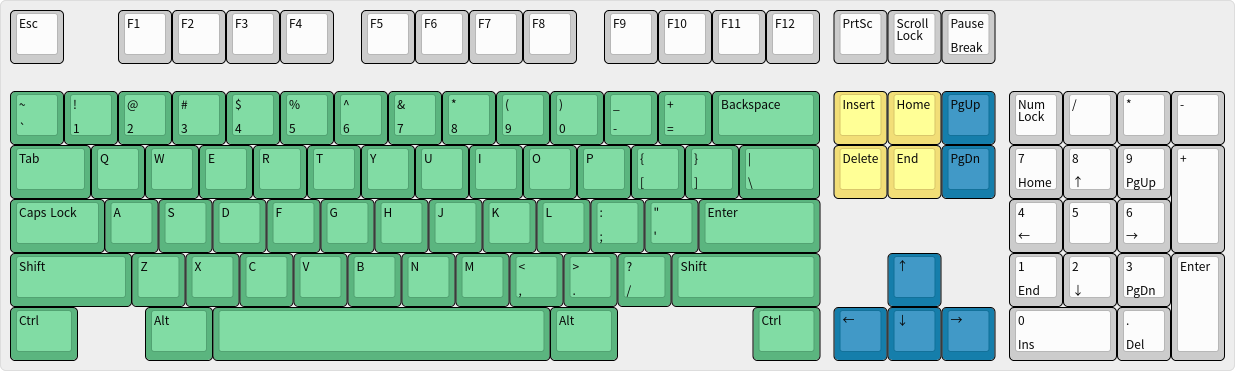 Esc F1 F2 F3 F4 F5 F6 F7 F8 F9 F10 F11 F12 PrtSc Scroll Pause
Lock Break
~ ! @ # $ % ^ & * ( ) _ + Backspace Insert Home PgUp Num / * -
Lock
` 1 2 3 4 5 6 7 8 9 0 - =
Tab Q W E R T Y U I O P { } | Delete End PgDn 7 8 9 +
[ ] \ Home ↑ PgUp
Caps Lock A S D F G H J K L : " Enter 4 5 6
; ' ← →
Shift Z X C V B N M < > ? Shift ↑ 1 2 3 Enter
, . / End ↓ PgDn
Ctrl Alt Alt Ctrl ← ↓ → 0 .
Ins Del